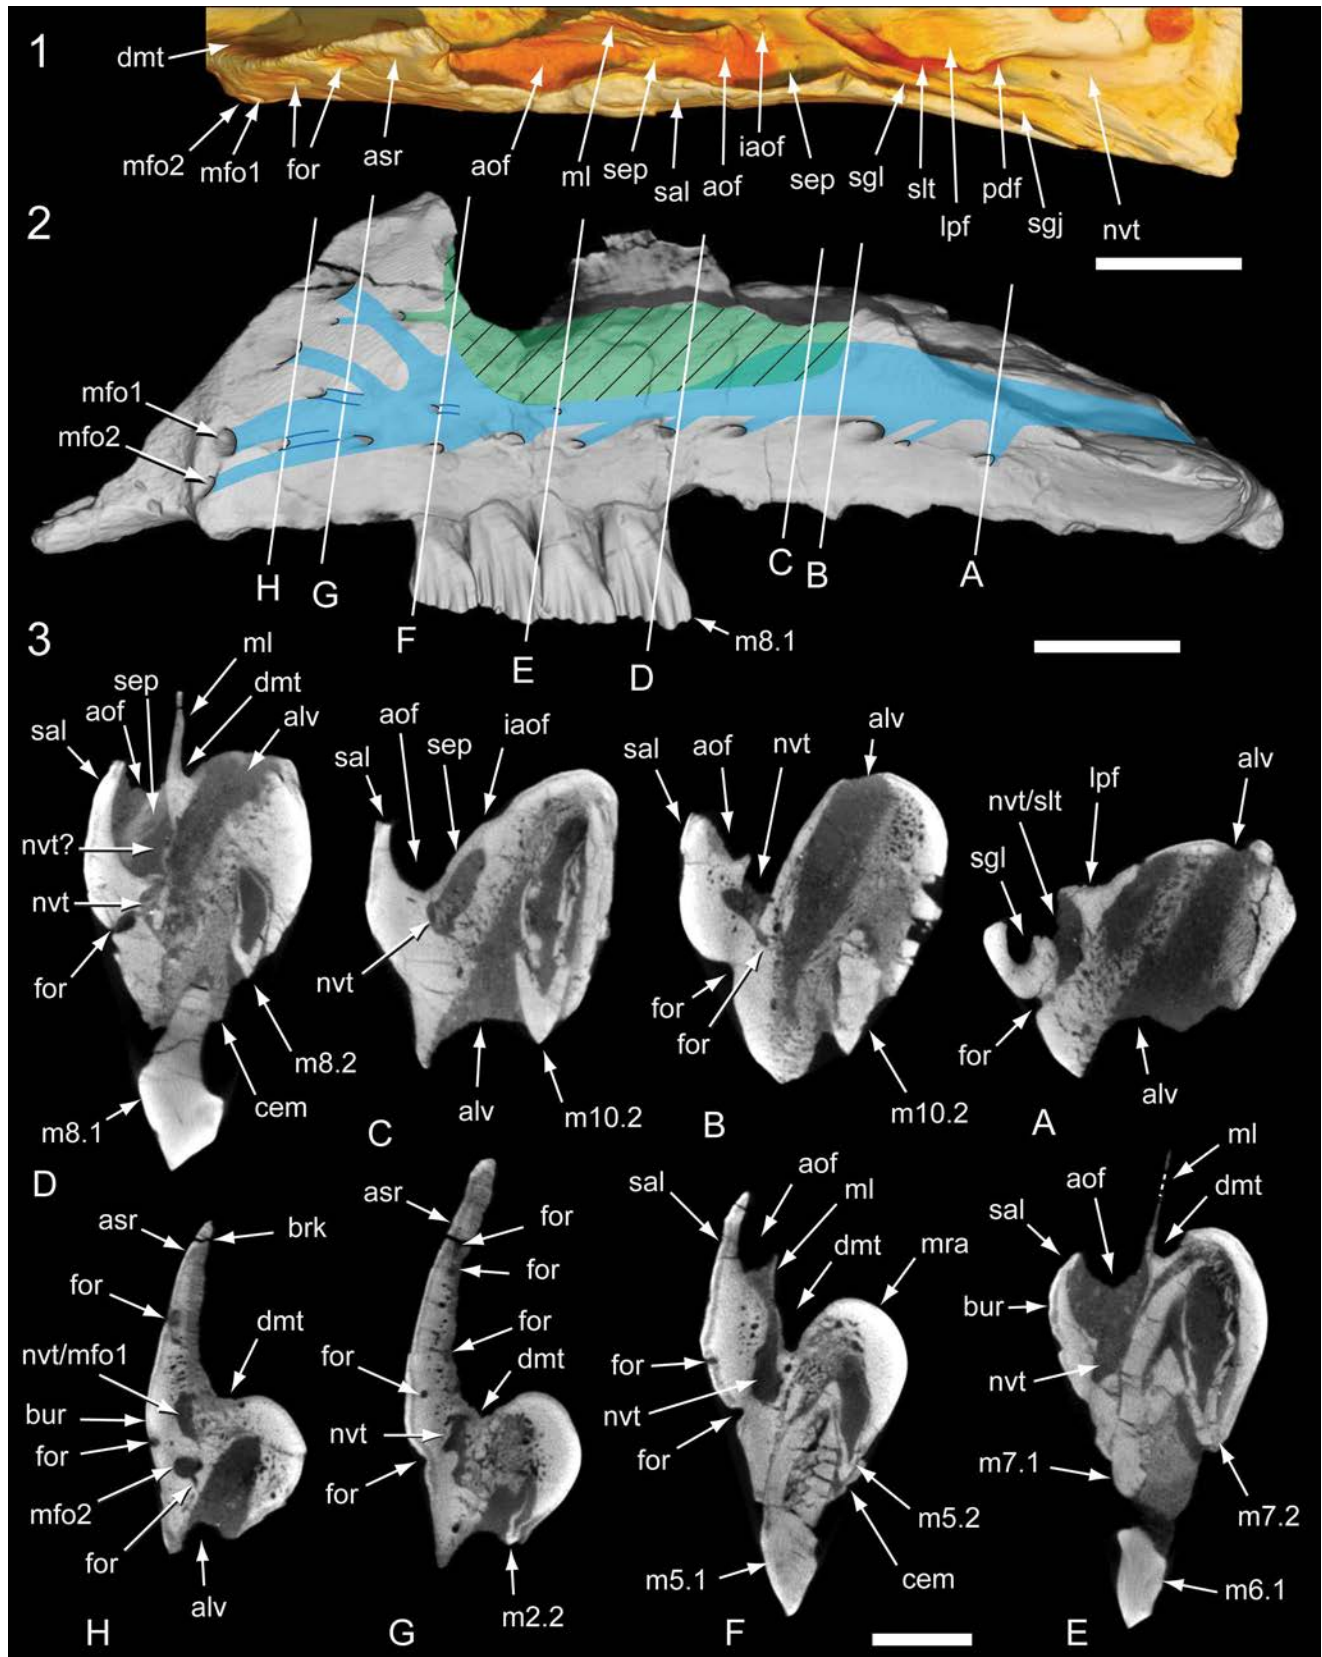 1
dmt
mfo2 mfo1 for asr aof ml sep sal aof iaof sep sgl slt lpf pdf sgj nvt
2
mfo1
mfo2
H G F E D C B A
m8.1
3
ml
sep
dmt
aof
alv
sal
nvt?
nvt
for
m8.2
cem
m8.1
D
aof
iaof
sep
sal
nvt
alv
m10.2
C
alv
sal
aof
nvt
for
for
m10.2
B
alv
lpf
nvt/slt
sgl
for
alv
A
asr
brk
for
dmt
nvt/mfo1
bur
for
mfo2
for
alv
H
asr
for
for
for
for
dmt
nvt
for
m2.2
G
aof
sal
ml
dmt
mra
for
nvt
for
m5.2
m5.1
cem
F
ml
aof
dmt
sal
bur
nvt
m7.1
m7.2
m6.1
E